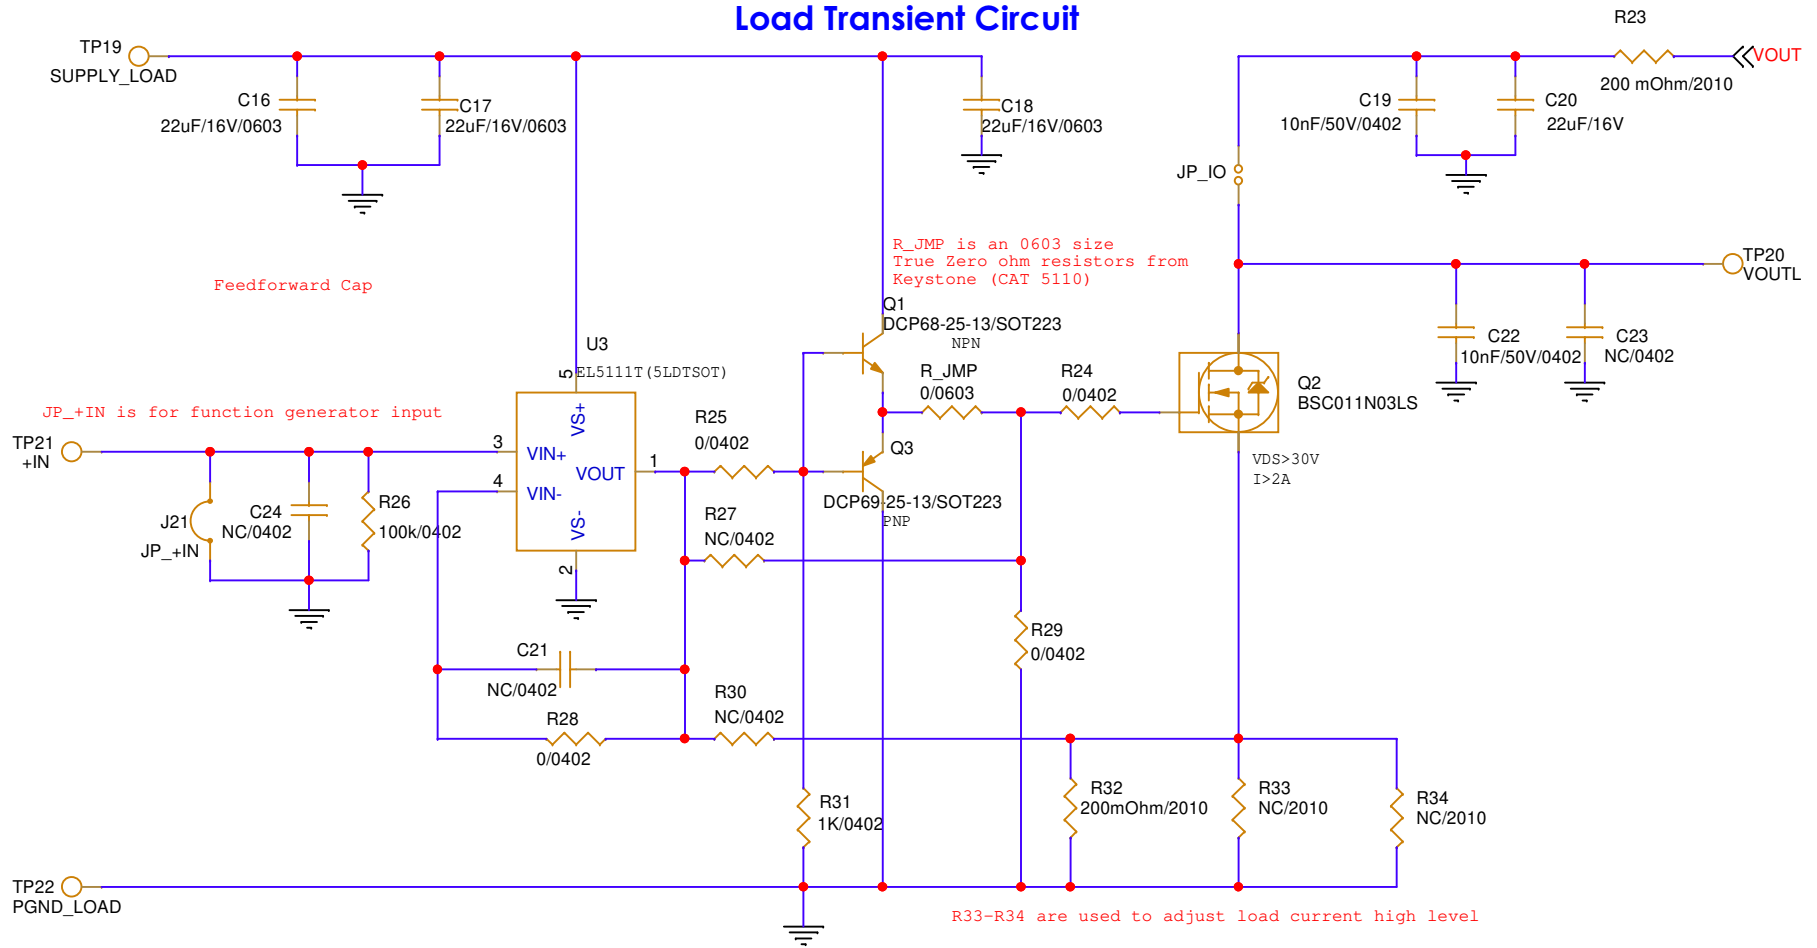 Load Transient Circuit
R23
TP19
SUPPLY_LOAD
VOUT
200 mOhm/2010
C16
22uF/16V/0603
C17
22uF/16V/0603
C18
22uF/16V/0603
C19
10nF/50V/0402
C20
22uF/16V
JP_IO
R_JMP is an 0603 size
True Zero ohm resistors from
Keystone (CAT 5110)
TP20
VOUTL
Feedforward Cap
Q1
DCP68-25-13/SOT223
NPN
C22
10nF/50V/0402
C23
NC/0402
U3
EL5111T(5LDTSOT)
5
R_JMP
0/0603
R24
0/0402
Q2
BSC011N03LS
VDS>30V
I>2A
JP_+IN is for function generator input
TP21
+IN
3
4
VIN+
VIN-
VS+
VS-
VOUT
1
2
R25
0/0402
Q3
DCP69-25-13/SOT223
PNP
J21
JP_+IN
C24
NC/0402
R26
100k/0402
R27
NC/0402
R29
0/0402
C21
NC/0402
R28
0/0402
R30
NC/0402
R31
1K/0402
R32
200mOhm/2010
R33
NC/2010
R34
NC/2010
TP22
PGND_LOAD
R33-R34 are used to adjust load current high level